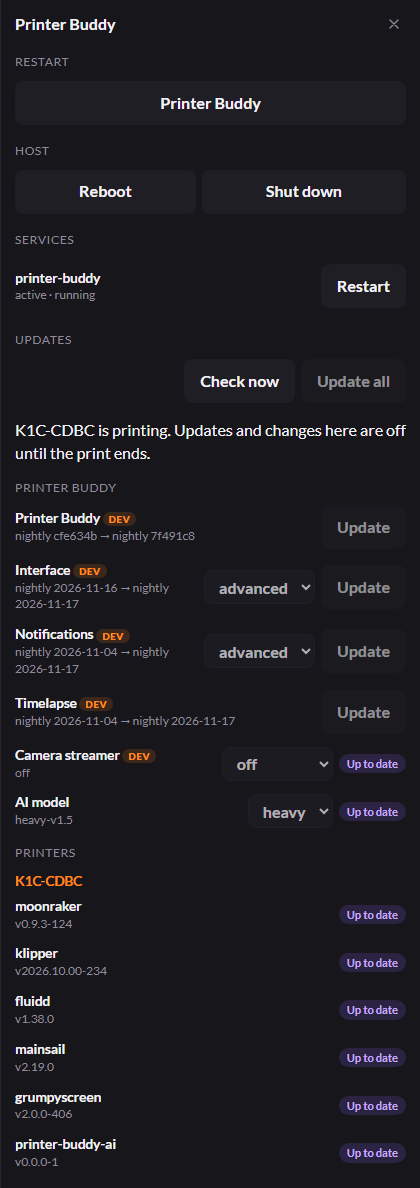 Printer Buddy ×
RESTART
Printer Buddy
HOST
Reboot Shut down
SERVICES
printer-buddy
active · running
Restart
UPDATES
Check now Update all
K1C-CDBC is printing. Updates and changes here are off
until the print ends.
PRINTER BUDDY
Printer Buddy DEV
nightly cfe634b → nightly 7f491c8
Update
Interface DEV
nightly 2026-11-16 → nightly
2026-11-17
advanced Update
Notifications DEV
nightly 2026-11-04 → nightly
2026-11-17
advanced Update
Timelapse DEV
nightly 2026-11-04 → nightly 2026-11-17
Update
Camera streamer DEV
off
off Up to date
AI model
heavy-v1.5
heavy Up to date
PRINTERS
K1C-CDBC
moonraker
v0.9.3-124
Up to date
klipper
v2026.10.00-234
Up to date
fluidd
v1.38.0
Up to date
mainsail
v2.19.0
Up to date
grumpyscreen
v2.0.0-406
Up to date
printer-buddy-ai
v0.0.0-1
Up to date